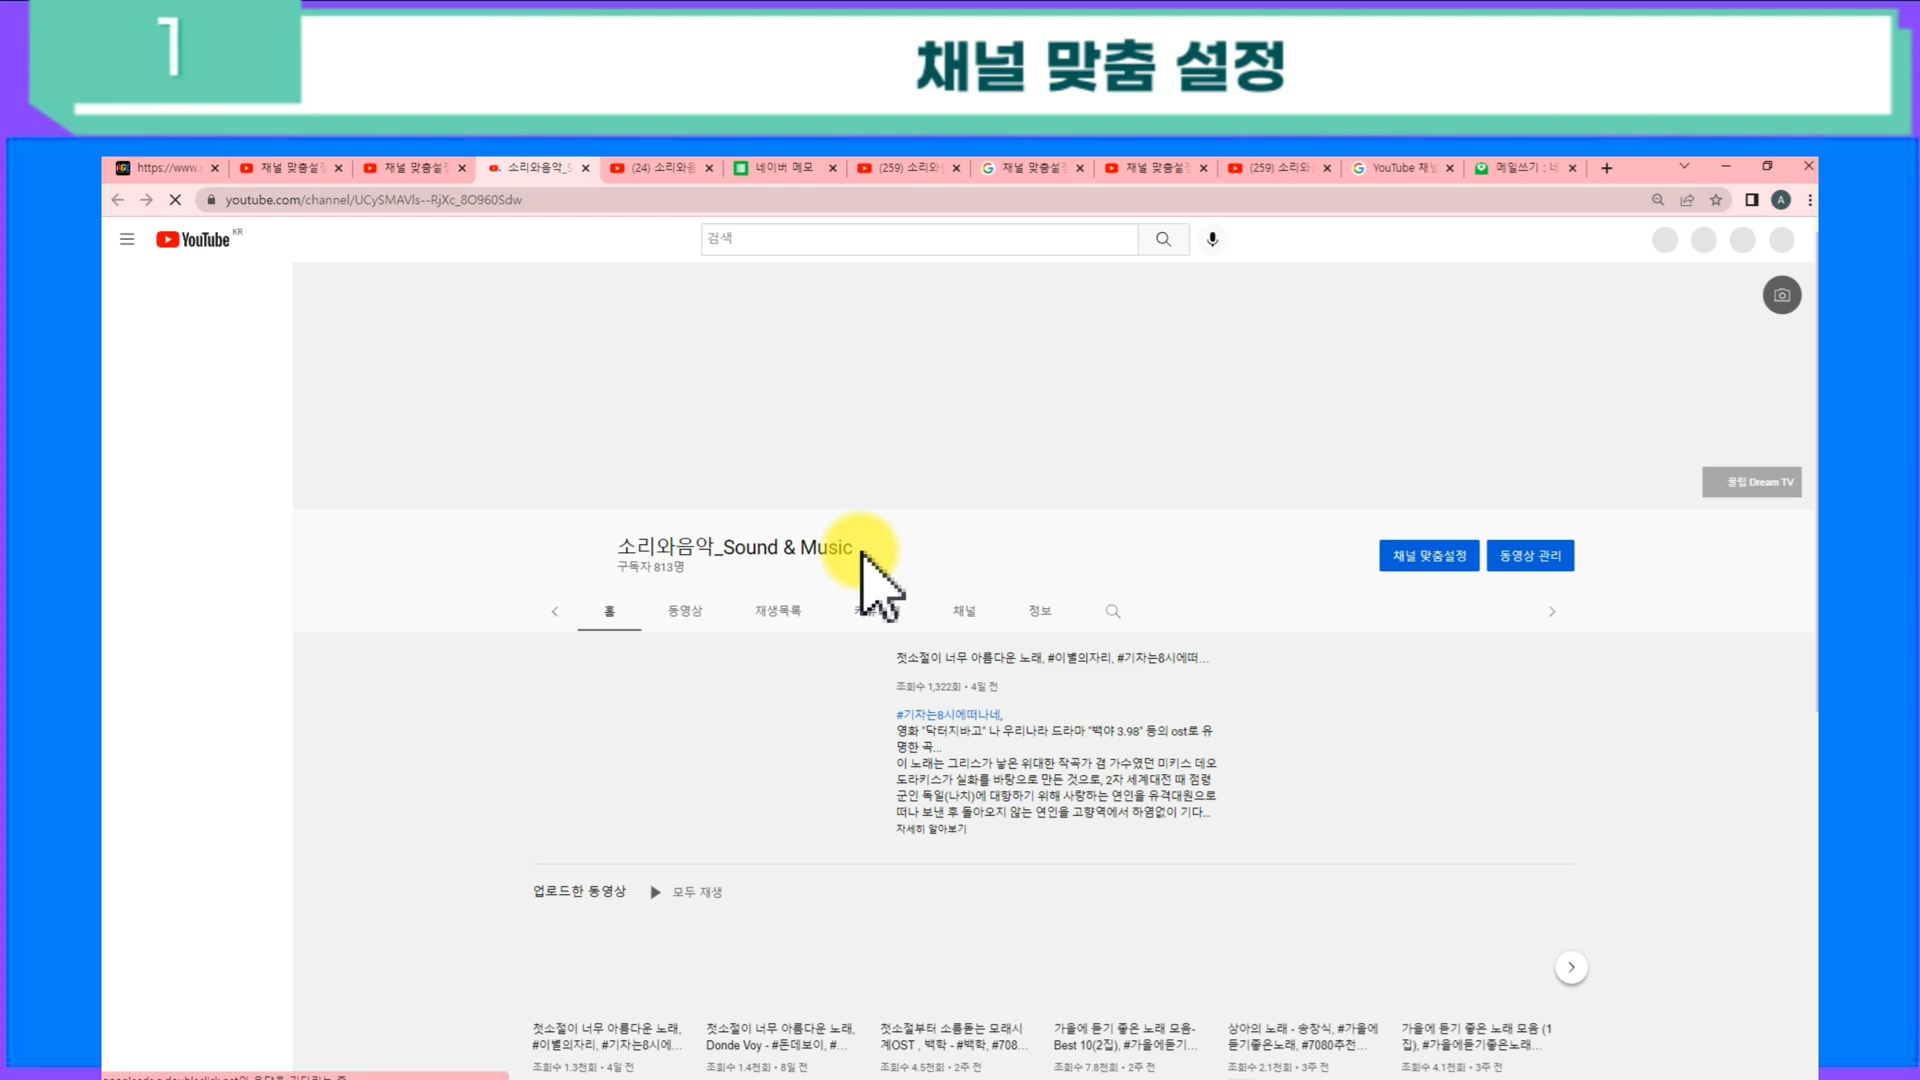 1
채널 맞춤 설정
https://www.
채널 맞춤설정
채널 맞춤설정
소리와음악_S
(24) 소리와음
네이버 메모
(259) 소리와
채널 맞춤설정
채널 맞춤설정
(259) 소리와
YouTube 채널
메일쓰기 : 네
youtube.com/channel/UCySMAVls--RjXc_8O960Sdw
A
YouTube KR
검색
꿀팁 Dream TV
소리와음악_Sound & Music
구독자 813명
채널 맞춤설정
동영상 관리
홈
동영상
재생목록
채널
정보
첫소절이 너무 아름다운 노래, #이별의자리, #기차는8시에떠...
조회수 1,322회 • 4일 전
#기차는8시에떠나네,
영화 "닥터지바고" 나 우리나라 드라마 "백야 3.98" 등의 ost로 유
명한 곡...
이 노래는 그리스가 낳은 위대한 작곡가 겸 가수였던 미키스 데오
도라키스가 실화를 바탕으로 만든 것으로, 2차 세계대전 때 점령
군인 독일(나치)에 대항하기 위해 사랑하는 연인을 유격대원으로
떠나 보낸 후 돌아오지 않는 연인을 고향역에서 하염없이 기다...
자세히 알아보기
업로드한 동영상
모두 재생
첫소절이 너무 아름다운 노래,
#이별의자리, #기차는8시에...
조회수 1.3천회 • 4일 전
첫소절이 너무 아름다운 노래,
Donde Voy - #돈데보이, #...
조회수 1.4천회 • 8일 전
첫소절부터 소름돋는 모래시
계OST , 백학 - #백학, #708...
조회수 4.5천회 • 2주 전
가을에 듣기 좋은 노래 모음-
Best 10(2집), #가을에듣기...
조회수 7.8천회 • 2주 전
상아의 노래 - 송창식, #가을에
듣기좋은노래, #7080추천...
조회수 2.1천회 • 3주 전
가을에 듣기 좋은 노래 모음 (1
집), #가을에듣기좋은노래...
조회수 4.1천회 • 3주 전